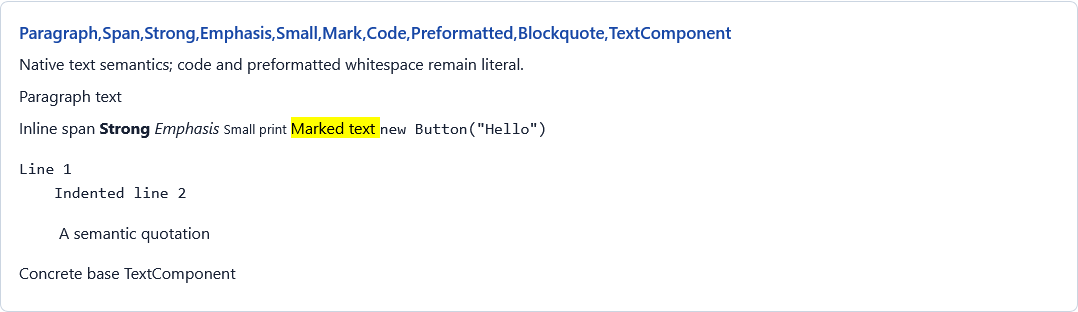 Paragraph,Span,Strong,Emphasis,Small,Mark,Code,Preformatted,Blockquote,TextComponent
Native text semantics; code and preformatted whitespace remain literal.
Paragraph text
Inline span Strong Emphasis Small print Marked text new Button("Hello")
Line 1
    Indented line 2
A semantic quotation
Concrete base TextComponent